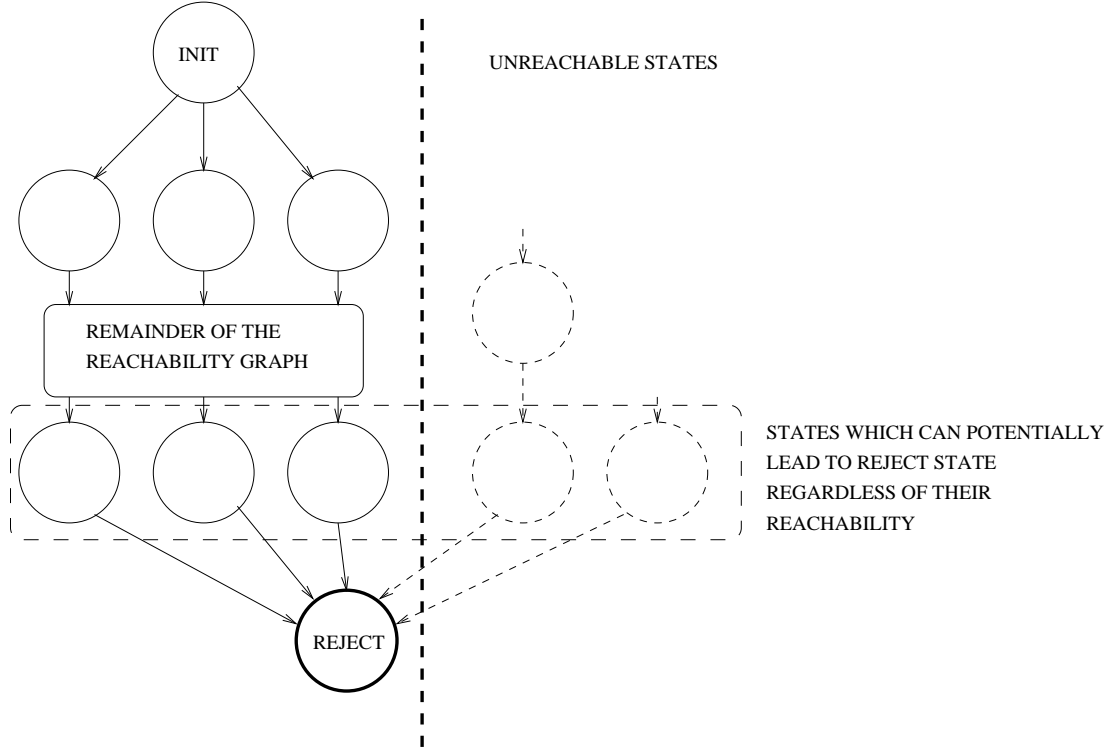 INIT
UNREACHABLE STATES
REMAINDER OF THE
REACHABILITY GRAPH
STATES WHICH CAN POTENTIALLY
LEAD TO REJECT STATE
REGARDLESS OF THEIR
REACHABILITY
REJECT